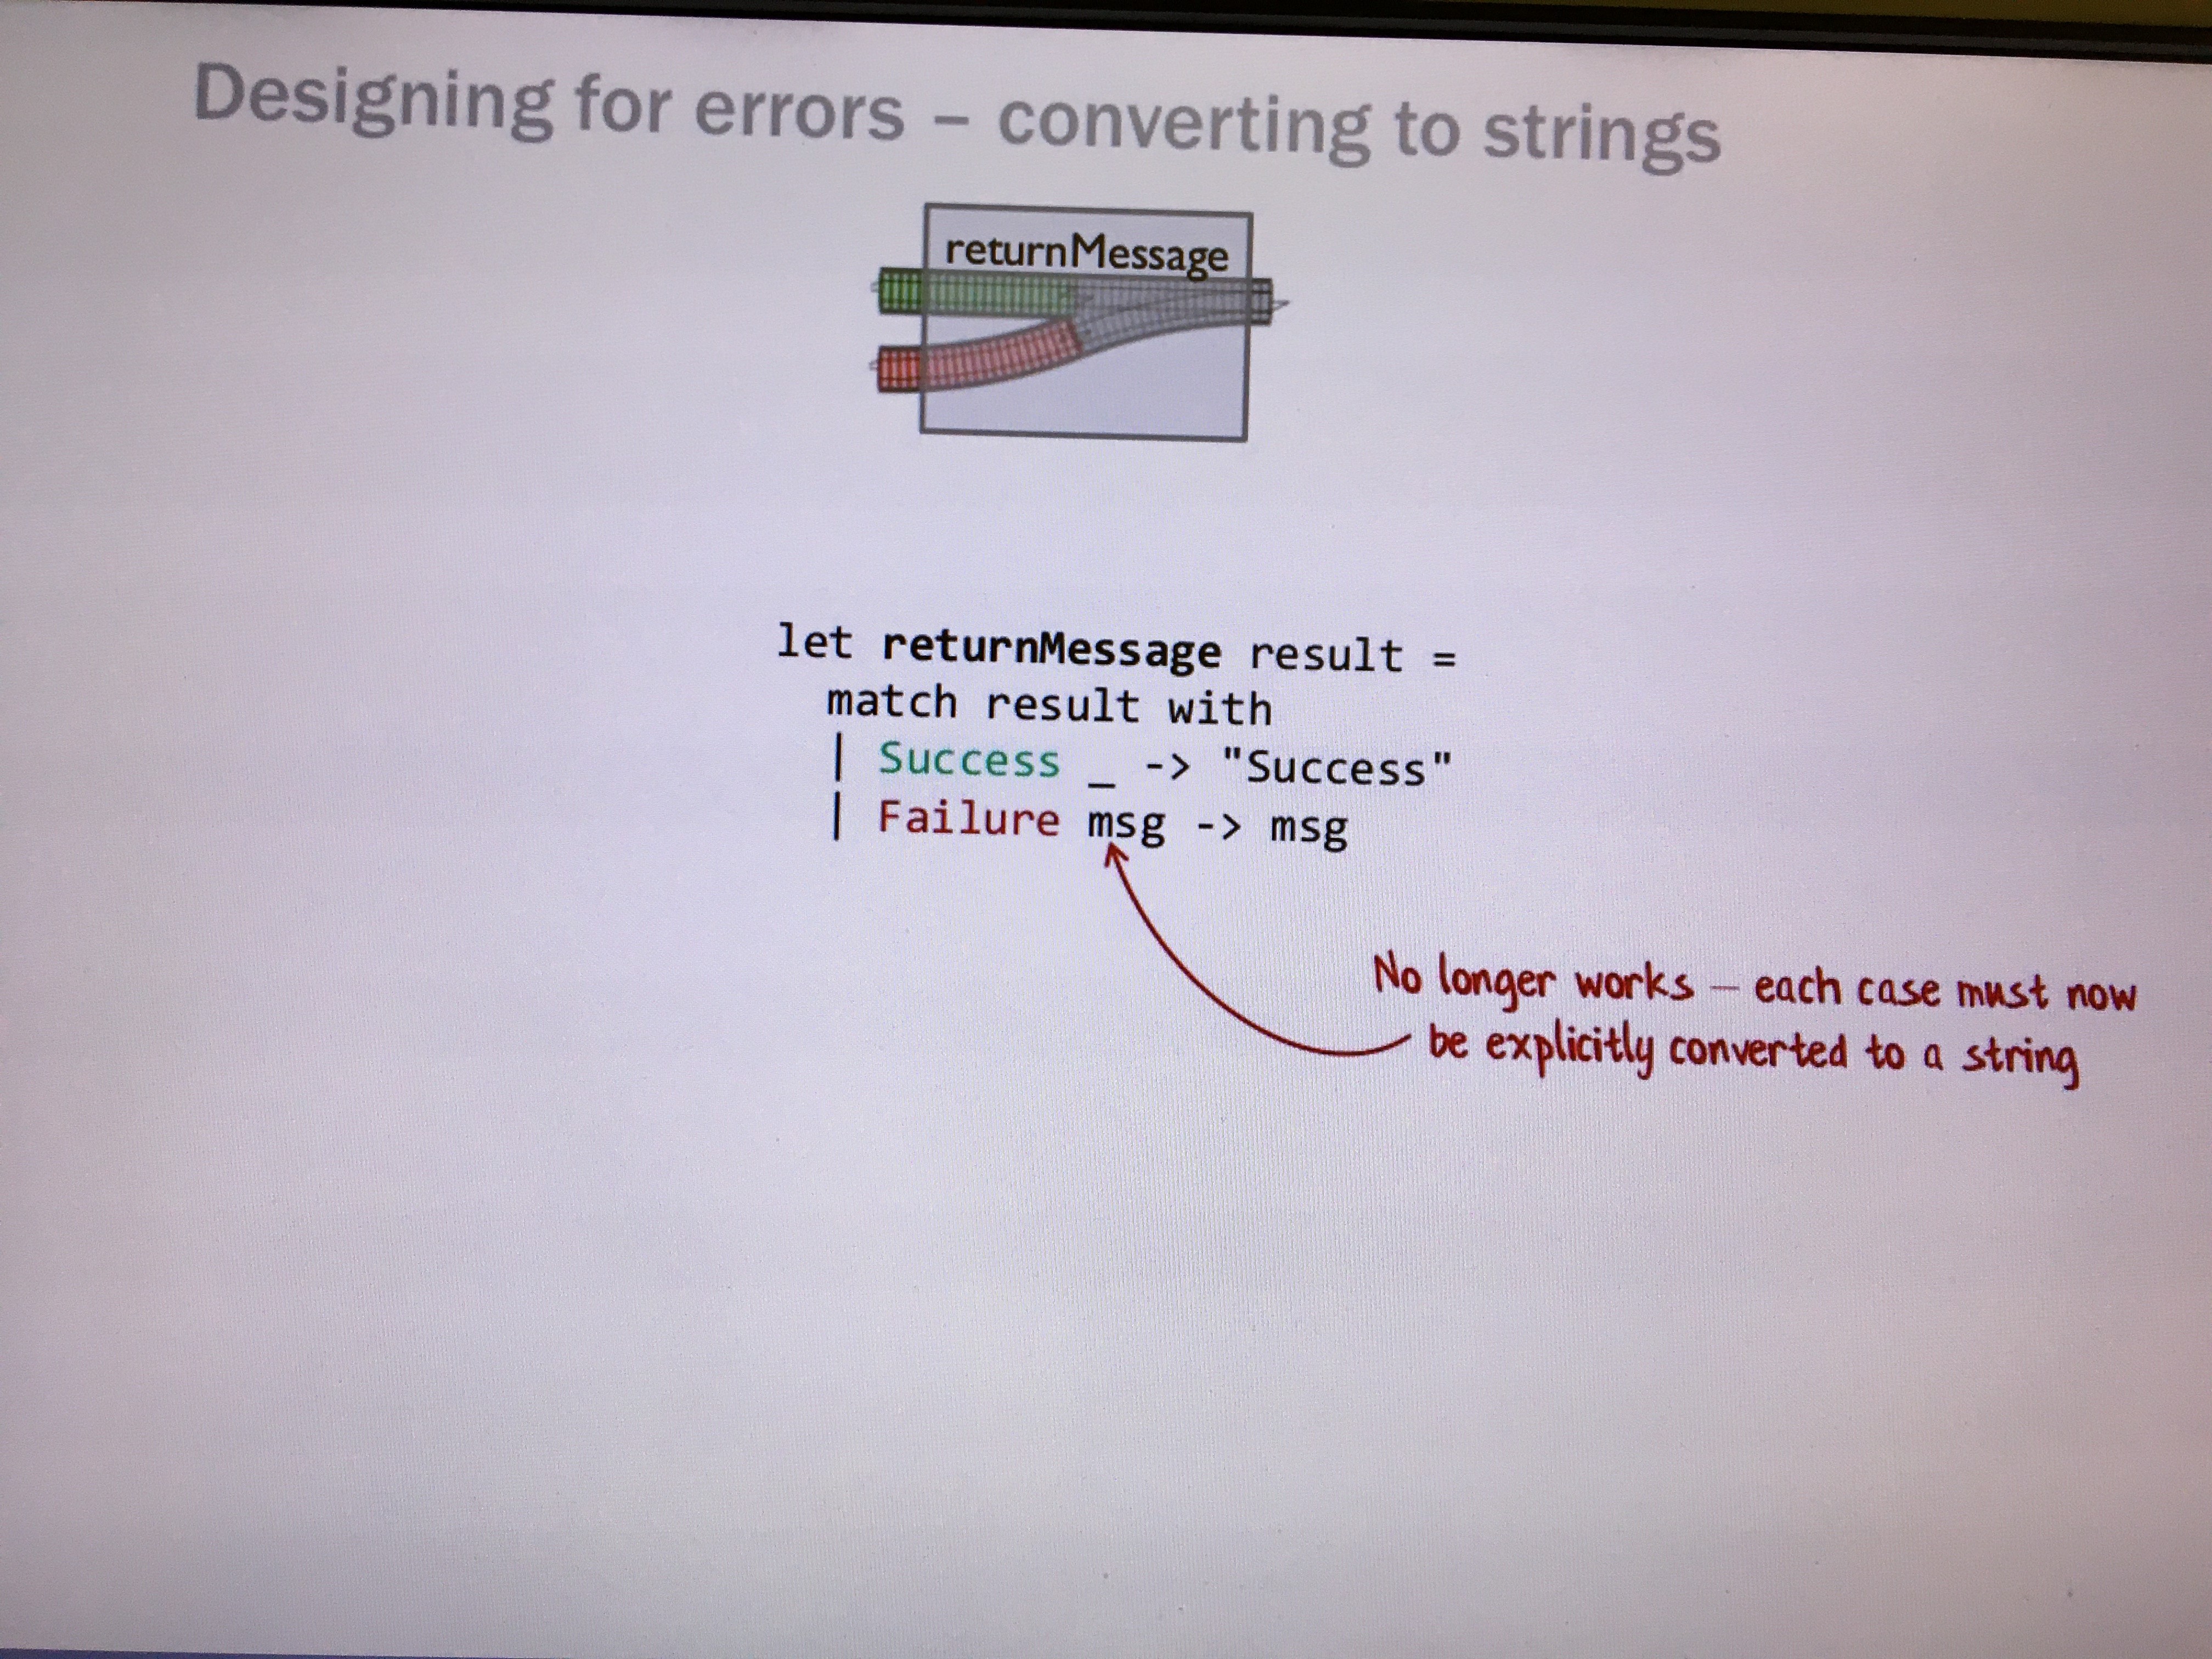 Designing for errors – converting to strings
returnMessage
let returnMessage result =
match result with
| Success _ -> "Success"
| Failure msg -> msg
No longer works – each case must now
be explicitly converted to a string